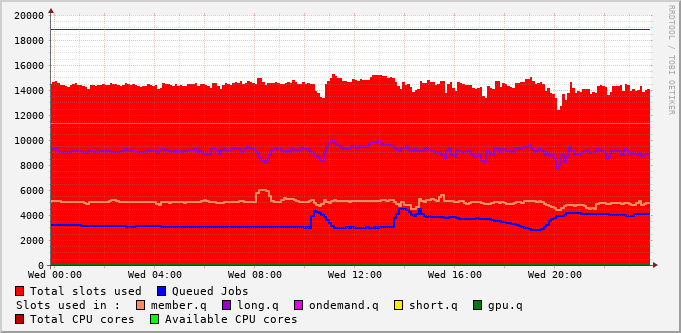 20000
18000
16000
14000
12000
10000
8000
6000
4000
2000
0
Wed 00:00 Wed 04:00 Wed 08:00 Wed 12:00 Wed 16:00 Wed 20:00
Total slots used Queued Jobs
Slots used in : member.q long.q ondemand.q short.q gpu.q
Total CPU cores Available CPU cores
RRDTOOL / TOBI OETIKER